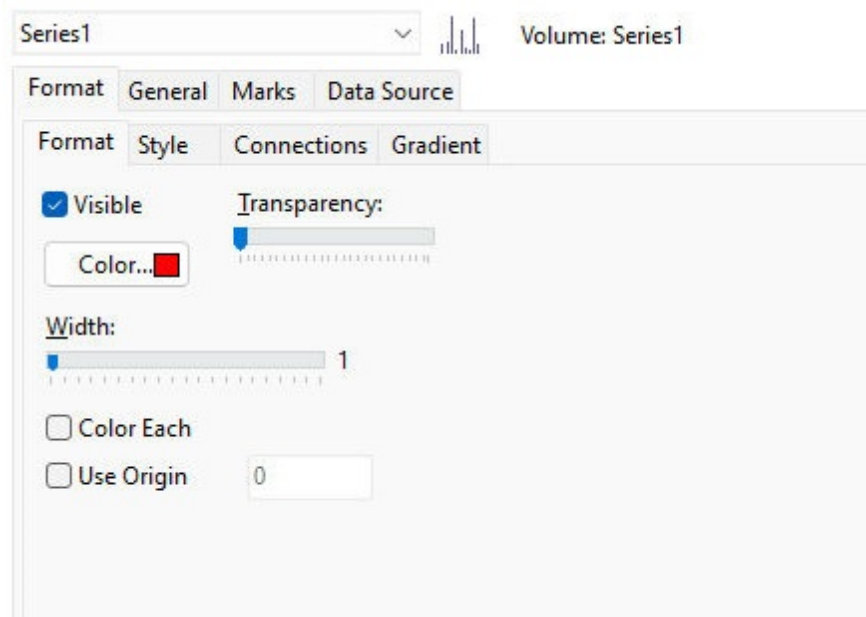 Series1 Volume: Series1
Format General Marks Data Source
Format Style Connections Gradient
Visible Transparency:
Color...
Width:
1
Color Each
Use Origin 0